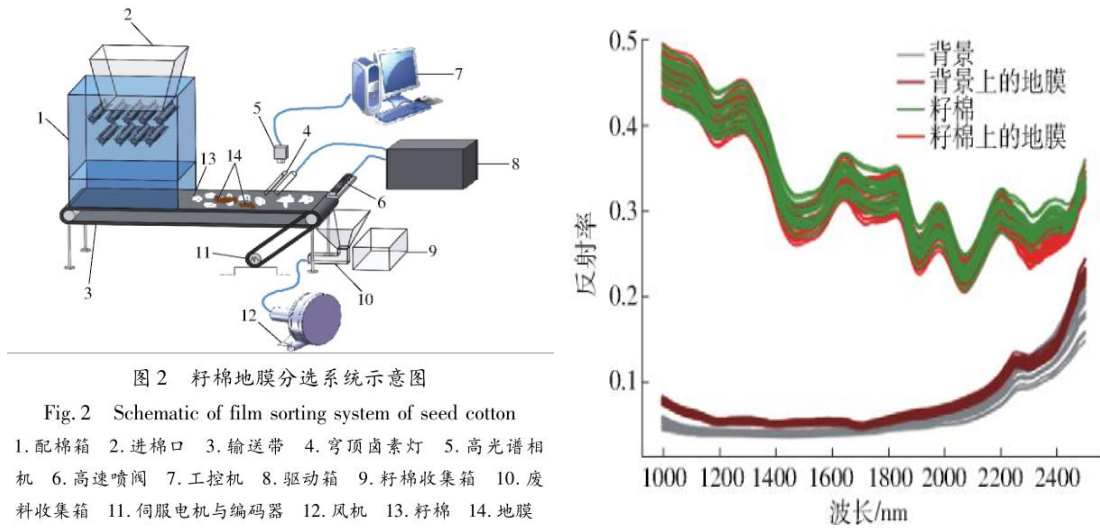 2
1
7
5
4
13
14
8
6
9
11
10
3
12
图2 籽棉地膜分选系统示意图
Fig. 2 Schematic of film sorting system of seed cotton
1. 配棉箱 2. 进棉口 3. 输送带 4. 穹顶卤素灯 5. 高光谱相
机 6. 高速喷阀 7. 工控机 8. 驱动箱 9. 籽棉收集箱 10. 废
料收集箱 11. 伺服电机与编码器 12. 风机 13. 籽棉 14. 地膜
0.5
0.4
0.3
0.2
0.1
反射率
背景
背景上的地膜
籽棉
籽棉上的地膜
1000 1200 1400 1600 1800 2000 2200 2400
波长/nm